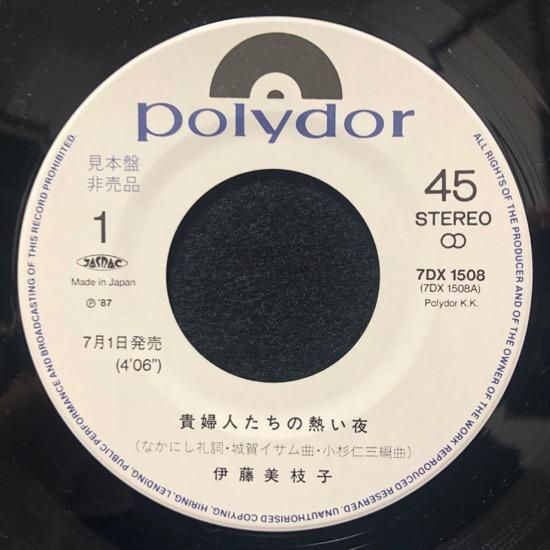 polydor
見本盤
非売品
1
JASRAC
Made in Japan
Ⓟ '87
7月1日発売
(4'06")
45
STEREO
7DX 1508
(7DX 1508A)
Polydor K.K.
貴婦人たちの熱い夜
(なかにし礼詞・城賀イサム曲・小杉仁三編曲)
伊藤美枝子
ALL RIGHTS OF THE PRODUCER AND OF THE OWNER OF THE WORK REPRODUCED RESERVED. UNAUTHORISED COPYING, HIRING, LENDING, PUBLIC PERFORMANCE AND BROADCASTING OF THIS RECORD PROHIBITED.